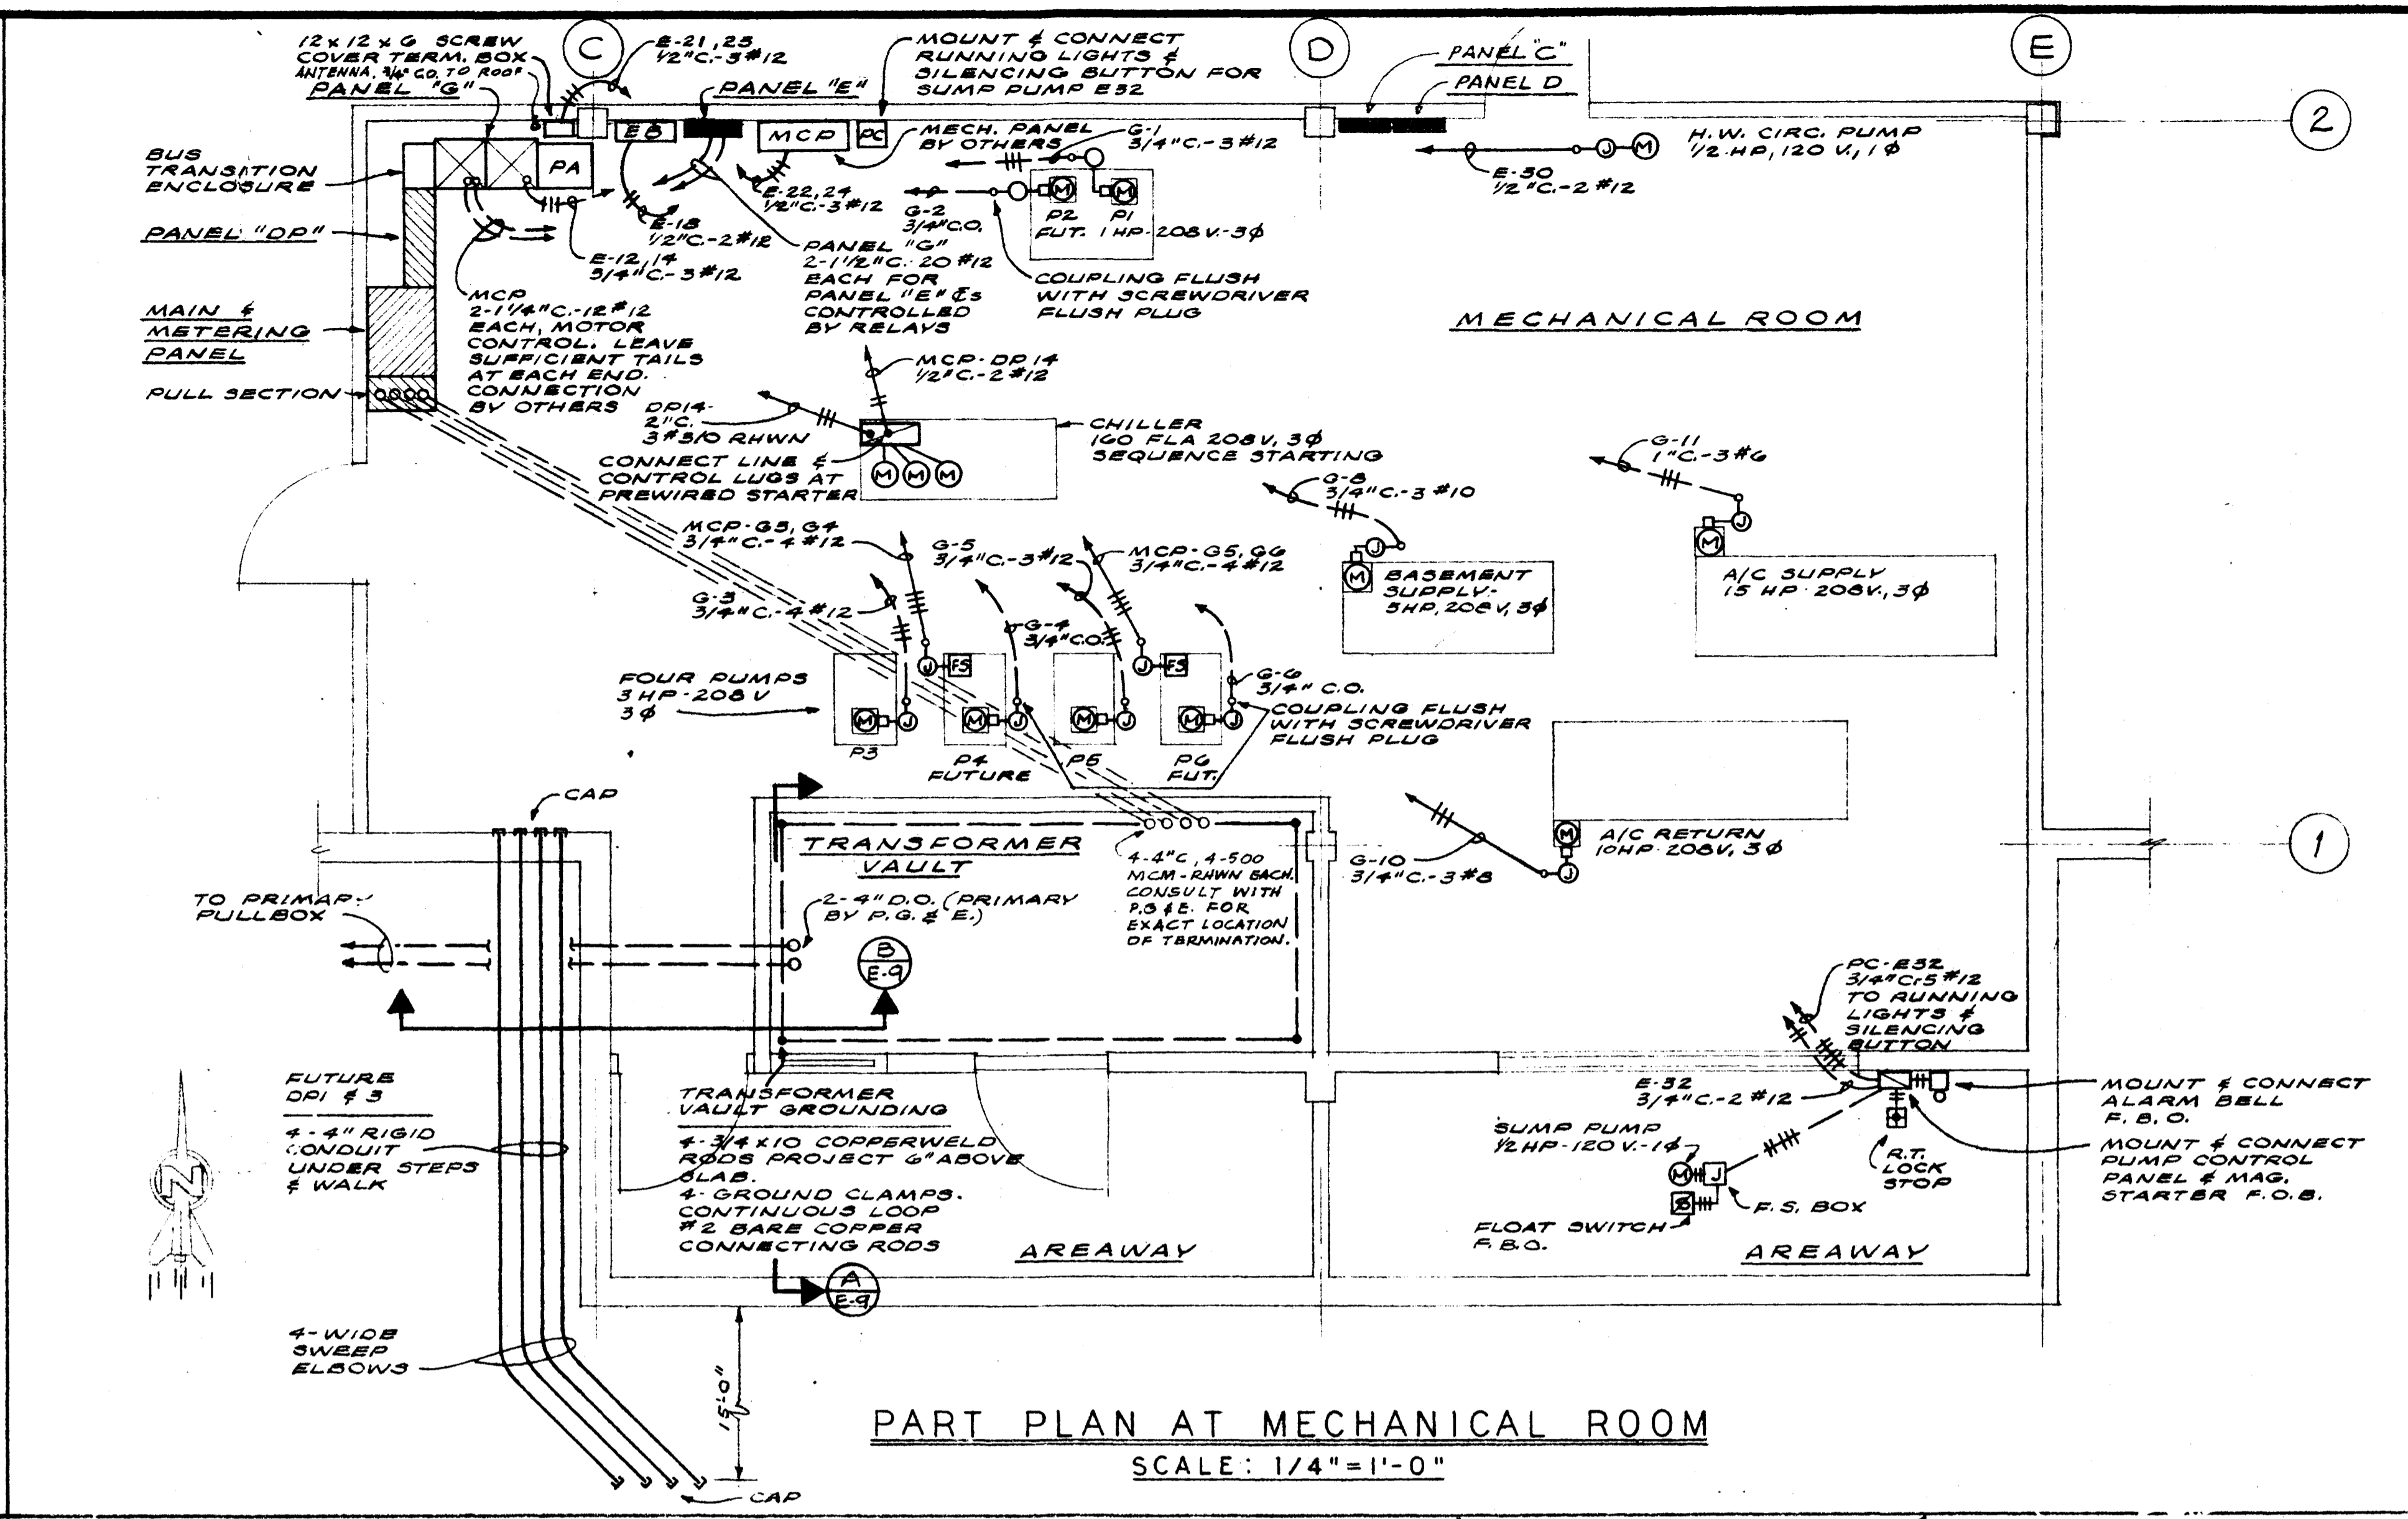 12 x 12 x 6 SCREW
COVER TERM. BOX
ANTENNA, 3/4" CO. TO ROOF
PANEL "G"
C
E-21, 23
1/2"C.-3#12
PANEL "E"
MOUNT & CONNECT
RUNNING LIGHTS &
SILENCING BUTTON FOR
SUMP PUMP E32
D
PANEL "C"
PANEL D
E
2
BUS
TRANSITION
ENCLOSURE
PA
EB
MCP
PC
MECH. PANEL
BY OTHERS
G-1
3/4"C.-3#12
H.W. CIRC. PUMP
1/2 HP, 120 V., 1Ø
J
M
E-30
1/2"C.-2 #12
E-22, 24
1/2"C.-3#12
G-2
3/4"C.O.
M
M
P2
P1
FUT. 1 HP-208 V.-3Ø
PANEL "DP"
E-18
1/2"C.-2#12
E-12, 14
3/4"C.-3#12
PANEL "G"
2-1 1/2"C.-20 #12
EACH FOR
PANEL "E" ₵s
CONTROLLED
BY RELAYS
COUPLING FLUSH
WITH SCREWDRIVER
FLUSH PLUG
MAIN &
METERING
PANEL
MCP
2-1 1/4"C.-12#12
EACH, MOTOR
CONTROL. LEAVE
SUFFICIENT TAILS
AT EACH END.
CONNECTION
BY OTHERS
MECHANICAL ROOM
PULL SECTION
MCP-DP 14
1/2"C.-2 #12
DP14-
2"C.
3#3/0 RHWN
CHILLER
160 FLA 208V, 3Ø
SEQUENCE STARTING
CONNECT LINE &
CONTROL LUGS AT
PREWIRED STARTER
M M M
G-11
1"C.-3#6
G-8
3/4"C.-3 #10
MCP-G3, G4
3/4"C.-4 #12
G-5
3/4"C.-3#12
MCP-G5, G6
3/4"C.-4 #12
J
M
BASEMENT
SUPPLY-
5HP, 208V, 3Ø
J
M
A/C SUPPLY
15 HP 208V., 3Ø
G-3
3/4"C.-4 #12
G-4
3/4"C.O.
J FS
J FS
FOUR PUMPS
3 HP-208 V
3Ø
G-6
3/4" C.O.
COUPLING FLUSH
WITH SCREWDRIVER
FLUSH PLUG
M J
M J
M J
M J
P3
P4
FUTURE
P5
P6
FUT.
CAP
TRANSFORMER
VAULT
4-4"C, 4-500
MCM-RHWN EACH.
CONSULT WITH
P.G & E. FOR
EXACT LOCATION
OF TERMINATION.
G-10
3/4"C.-3#8
M
J
A/C RETURN
10HP 208V, 3Ø
1
TO PRIMARY
PULLBOX
2-4" D.O. (PRIMARY
BY P.G. & E.)
B
E-9
PC-E32
3/4"C-5 #12
TO RUNNING
LIGHTS &
SILENCING
BUTTON
FUTURE
DP1 & 3
4-4" RIGID
CONDUIT
UNDER STEPS
& WALK
TRANSFORMER
VAULT GROUNDING
4-3/4 X 10 COPPERWELD
RODS PROJECT 6" ABOVE
SLAB.
4- GROUND CLAMPS.
CONTINUOUS LOOP
#2 BARE COPPER
CONNECTING RODS
E-32
3/4"C.-2 #12
MOUNT & CONNECT
ALARM BELL
F. B. O.
SUMP PUMP
1/2 HP-120 V.-1Ø
M J
S
F.S. BOX
R.T.
LOCK
STOP
MOUNT & CONNECT
PUMP CONTROL
PANEL & MAG.
STARTER F.O.B.
FLOAT SWITCH
F. B.O.
N
AREAWAY
AREAWAY
A
E-9
4-WIDE
SWEEP
ELBOWS
15'-0"
CAP
PART PLAN AT MECHANICAL ROOM
SCALE: 1/4"=1'-0"